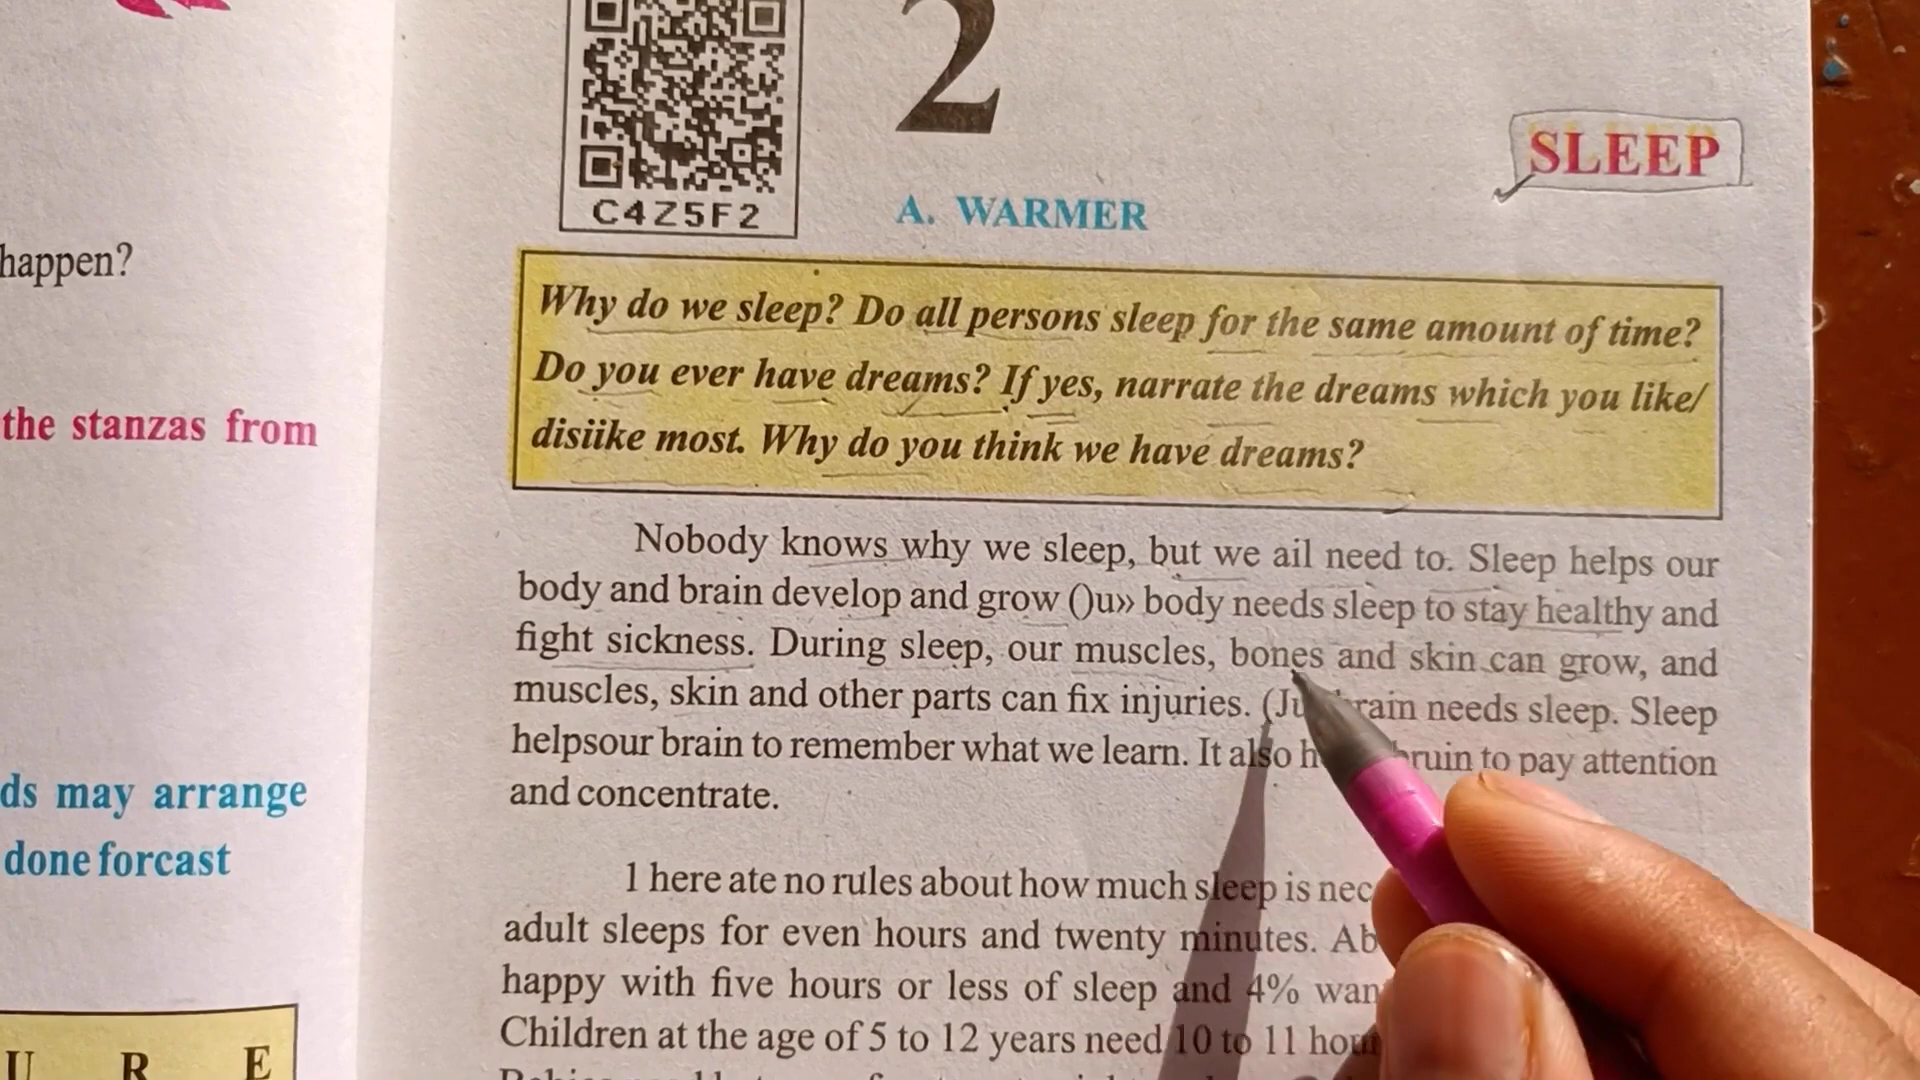 2
C4Z5F2
SLEEP
A. WARMER
Why do we sleep? Do all persons sleep for the same amount of time?
Do you ever have dreams? If yes, narrate the dreams which you like/
disiike most. Why do you think we have dreams?
Nobody knows why we sleep, but we ail need to. Sleep helps our
body and brain develop and grow ()u» body needs sleep to stay healthy and
fight sickness. During sleep, our muscles, bones and skin can grow, and
muscles, skin and other parts can fix injuries. needs sleep. Sleep
helpsour brain to remember what we learn. It also bruin to pay attention
and concentrate.
1 here ate no rules about how much sleep is
adult sleeps for even hours and twenty minutes.
happy with five hours or less of sleep and 4%
Children at the age of 5 to 12 years need 10 to 11
happen?
the stanzas from
ds may arrange
done forcast
U R E